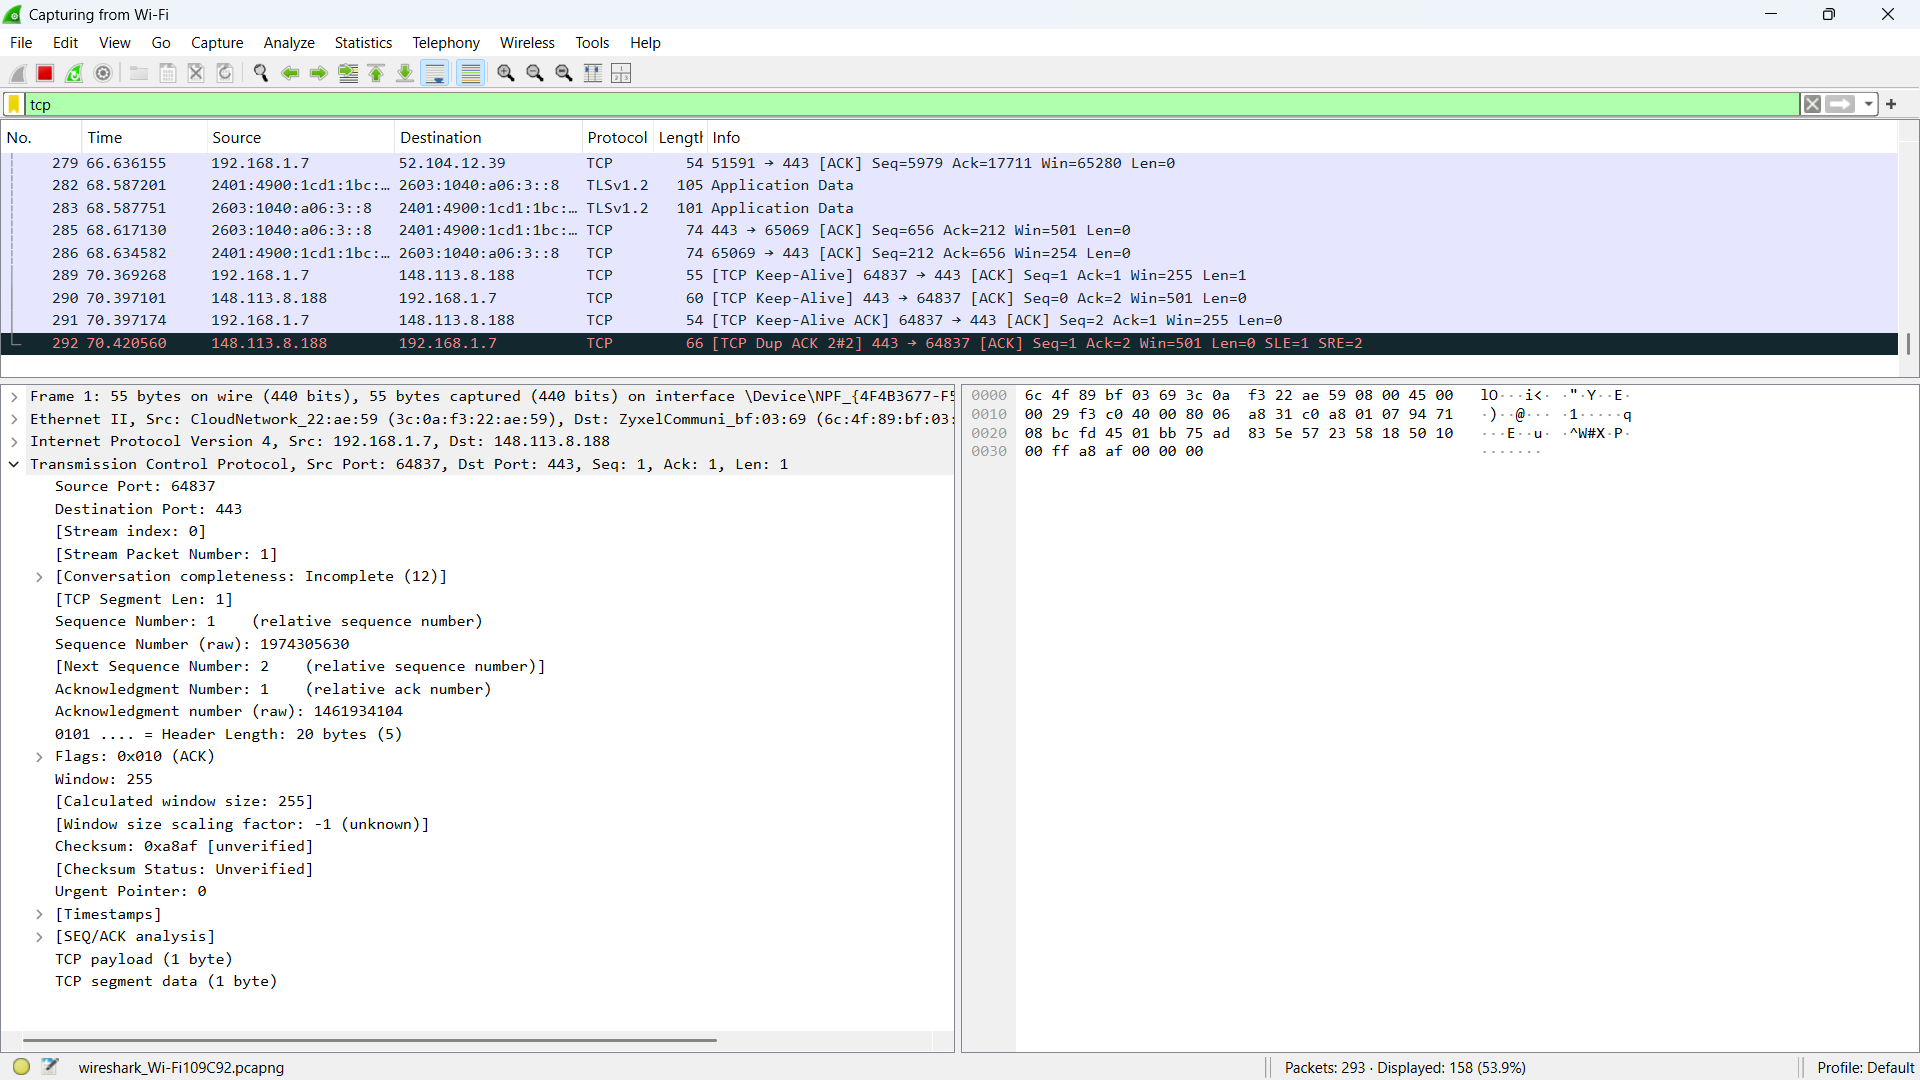 Capturing from Wi-Fi
File Edit View Go Capture Analyze Statistics Telephony Wireless Tools Help
tcp
No. Time Source Destination Protocol Length Info
279 66.636155 192.168.1.7 52.104.12.39 TCP 54 51591 → 443 [ACK] Seq=5979 Ack=17711 Win=65280 Len=0
282 68.587201 2401:4900:1cd1:1bc:… 2603:1040:a06:3::8 TLSv1.2 105 Application Data
283 68.587751 2603:1040:a06:3::8 2401:4900:1cd1:1bc:… TLSv1.2 101 Application Data
285 68.617130 2603:1040:a06:3::8 2401:4900:1cd1:1bc:… TCP 74 443 → 65069 [ACK] Seq=656 Ack=212 Win=501 Len=0
286 68.634582 2401:4900:1cd1:1bc:… 2603:1040:a06:3::8 TCP 74 65069 → 443 [ACK] Seq=212 Ack=656 Win=254 Len=0
289 70.369268 192.168.1.7 148.113.8.188 TCP 55 [TCP Keep-Alive] 64837 → 443 [ACK] Seq=1 Ack=1 Win=255 Len=1
290 70.397101 148.113.8.188 192.168.1.7 TCP 60 [TCP Keep-Alive] 443 → 64837 [ACK] Seq=0 Ack=2 Win=501 Len=0
291 70.397174 192.168.1.7 148.113.8.188 TCP 54 [TCP Keep-Alive ACK] 64837 → 443 [ACK] Seq=2 Ack=1 Win=255 Len=0
292 70.420560 148.113.8.188 192.168.1.7 TCP 66 [TCP Dup ACK 2#2] 443 → 64837 [ACK] Seq=1 Ack=2 Win=501 Len=0 SLE=1 SRE=2
Frame 1: 55 bytes on wire (440 bits), 55 bytes captured (440 bits) on interface \Device\NPF_{4F4B3677-F5
Ethernet II, Src: CloudNetwork_22:ae:59 (3c:0a:f3:22:ae:59), Dst: ZyxelCommuni_bf:03:69 (6c:4f:89:bf:03:
Internet Protocol Version 4, Src: 192.168.1.7, Dst: 148.113.8.188
Transmission Control Protocol, Src Port: 64837, Dst Port: 443, Seq: 1, Ack: 1, Len: 1
Source Port: 64837
Destination Port: 443
[Stream index: 0]
[Stream Packet Number: 1]
[Conversation completeness: Incomplete (12)]
[TCP Segment Len: 1]
Sequence Number: 1 (relative sequence number)
Sequence Number (raw): 1974305630
[Next Sequence Number: 2 (relative sequence number)]
Acknowledgment Number: 1 (relative ack number)
Acknowledgment number (raw): 1461934104
0101 .... = Header Length: 20 bytes (5)
Flags: 0x010 (ACK)
Window: 255
[Calculated window size: 255]
[Window size scaling factor: -1 (unknown)]
Checksum: 0xa8af [unverified]
[Checksum Status: Unverified]
Urgent Pointer: 0
[Timestamps]
[SEQ/ACK analysis]
TCP payload (1 byte)
TCP segment data (1 byte)
0000 6c 4f 89 bf 03 69 3c 0a f3 22 ae 59 08 00 45 00 lO···i<· ·"·Y··E·
0010 00 29 f3 c0 40 00 80 06 a8 31 c0 a8 01 07 94 71 ·)··@··· ·1·····q
0020 08 bc fd 45 01 bb 75 ad 83 5e 57 23 58 18 50 10 ···E··u· ·^W#X·P·
0030 00 ff a8 af 00 00 00 ·······
wireshark_Wi-Fi109C92.pcapng
Packets: 293 · Displayed: 158 (53.9%)
Profile: Default